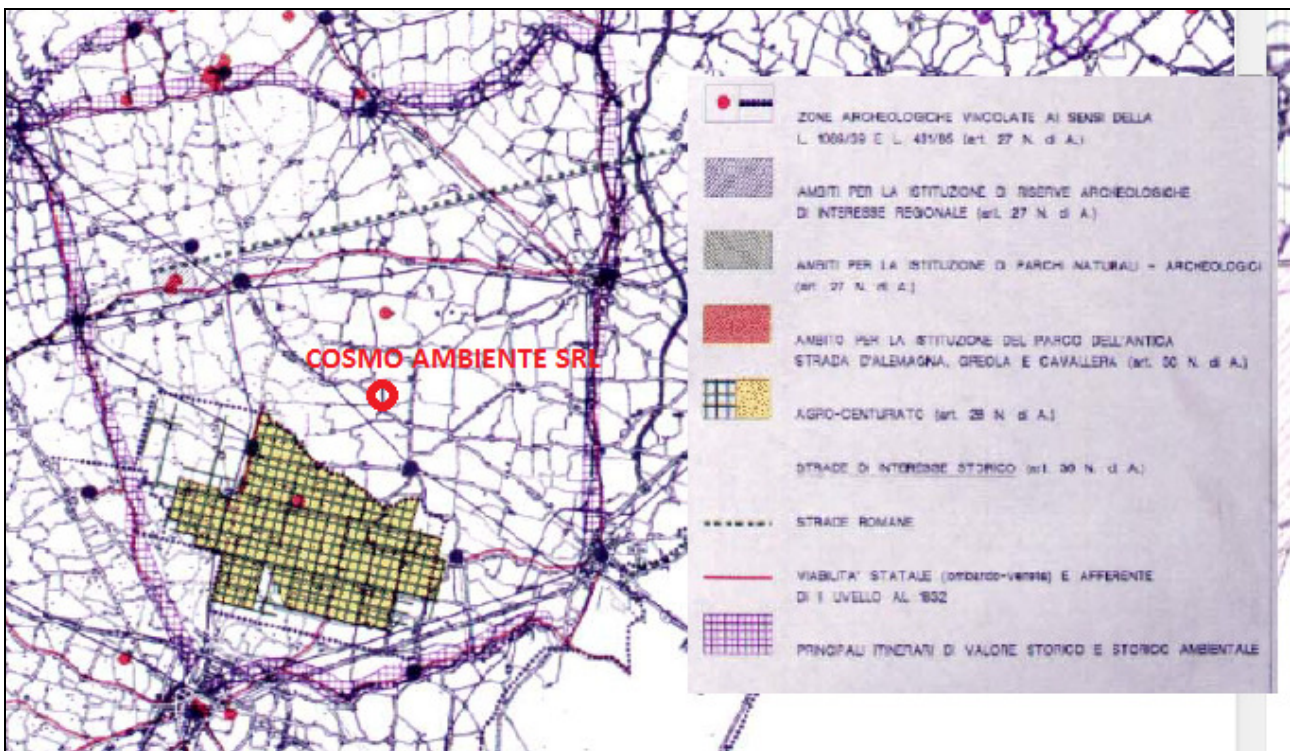 COSMO AMBIENTE SRL
ZONE ARCHEOLOGICHE VINCOLATE AI SENSI DELLA
L. 1089/39 E L. 431/85 (art. 27 N. di A.)
AMBITI PER LA ISTITUZIONE DI RISERVE ARCHEOLOGICHE
DI INTERESSE REGIONALE (art. 27 N. di A.)
AMBITI PER LA ISTITUZIONE DI PARCHI NATURALI - ARCHEOLOGICI
(art. 27 N. di A.)
AMBITO PER LA ISTITUZIONE DEL PARCO DELL'ANTICA
STRADA D'ALEMAGNA, GREOLA E CAVALLERA (art. 30 N. di A.)
AGRO-CENTURIATO (art. 28 N. di A.)
STRADE DI INTERESSE STORICO (art. 30 N. di A.)
STRADE ROMANE
VIABILITA' STATALE (lombardo-veneta) E AFFERENTE
DI II LIVELLO AL 1832
PRINCIPALI ITINERARI DI VALORE STORICO E STORICO AMBIENTALE